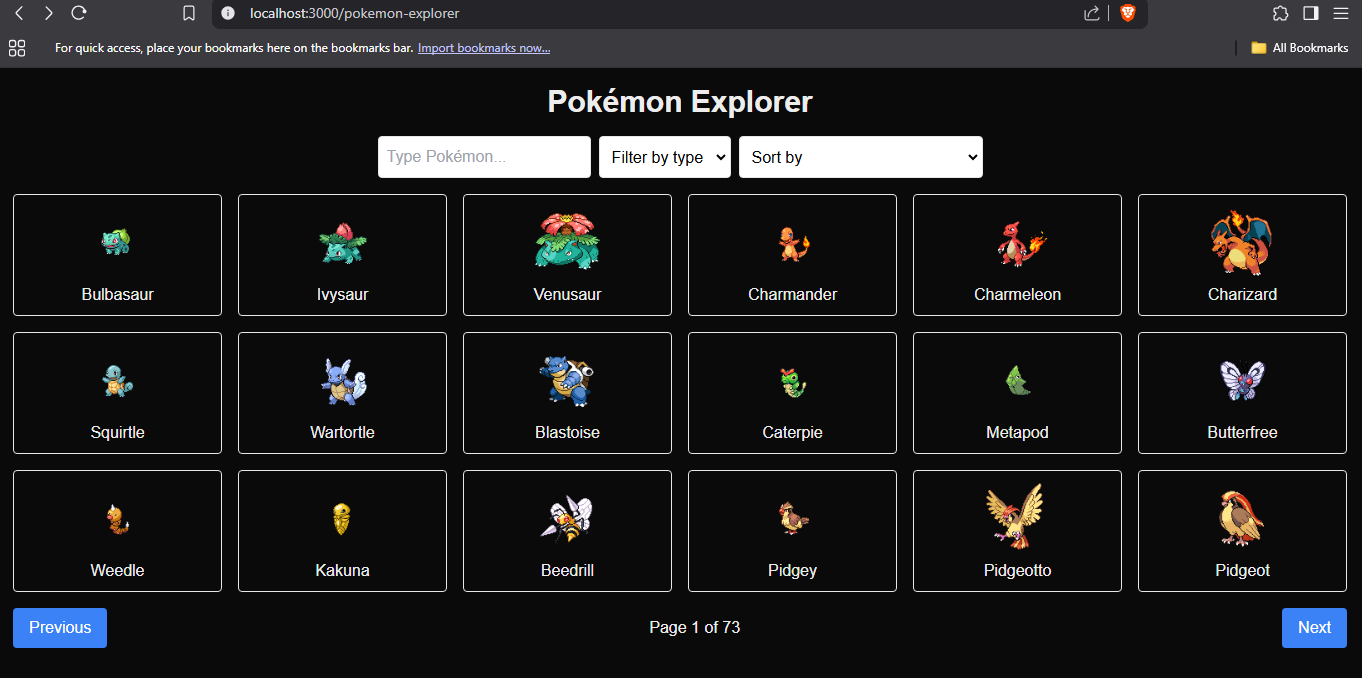 localhost:3000/pokemon-explorer
For quick access, place your bookmarks here on the bookmarks bar. Import bookmarks now...
All Bookmarks
Pokémon Explorer
Type Pokémon...
Filter by type
Sort by
Bulbasaur
Ivysaur
Venusaur
Charmander
Charmeleon
Charizard
Squirtle
Wartortle
Blastoise
Caterpie
Metapod
Butterfree
Weedle
Kakuna
Beedrill
Pidgey
Pidgeotto
Pidgeot
Previous
Page 1 of 73
Next